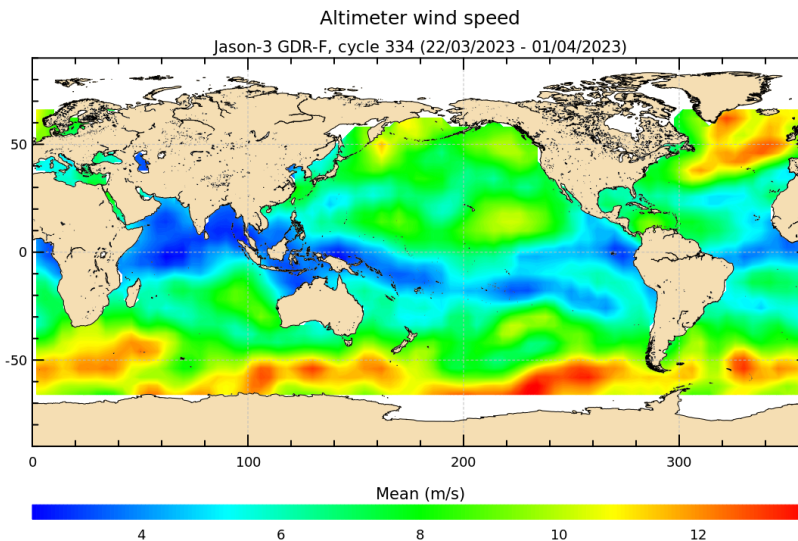 Altimeter wind speed
Jason-3 GDR-F, cycle 334 (22/03/2023 - 01/04/2023)
50
0
-50
0 100 200 300
Mean (m/s)
4 6 8 10 12